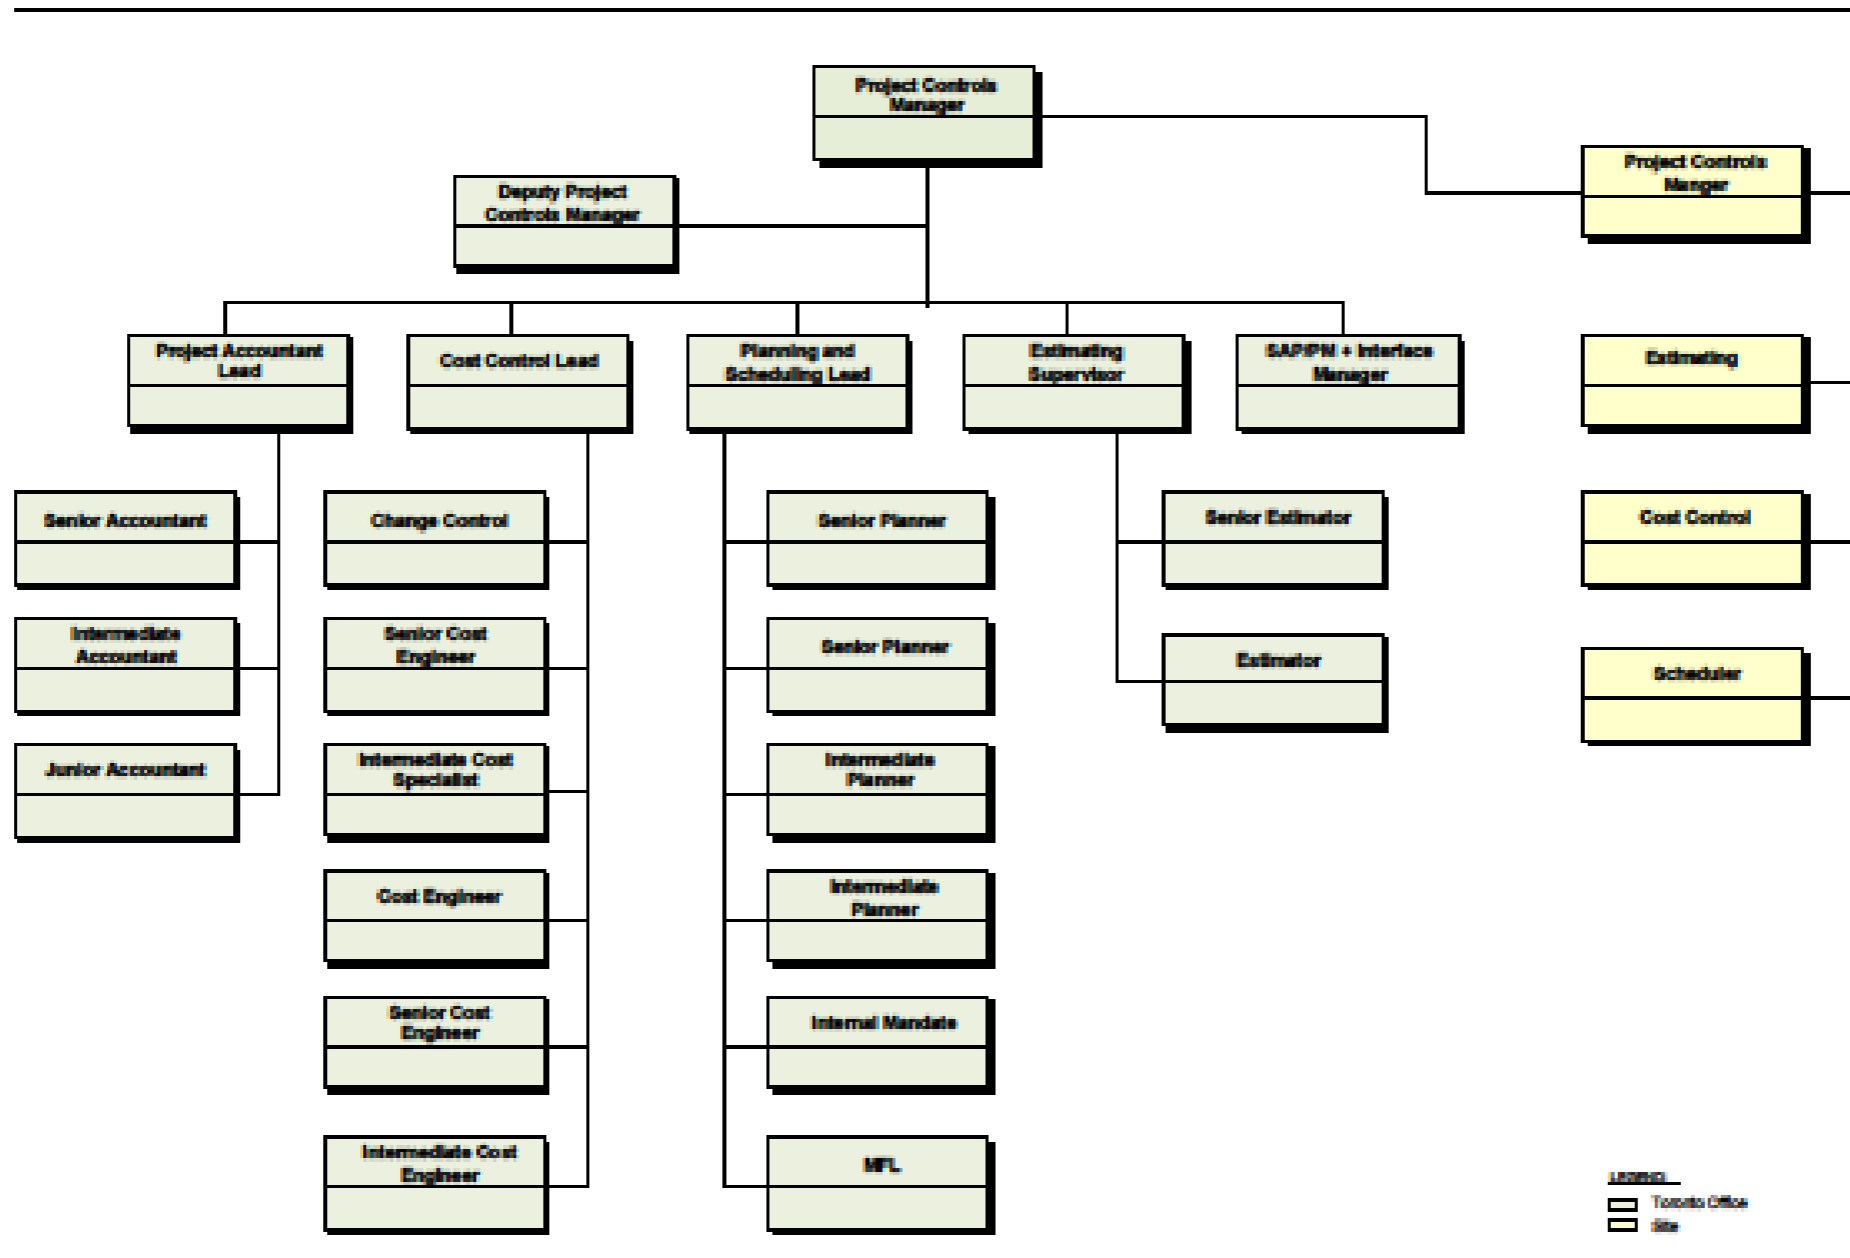 Project Controls
Manager
Project Controls
Manger
Deputy Project
Controls Manager
Project Accountant
Lead
Cost Control Lead
Planning and
Scheduling Lead
Estimating
Supervisor
SAP/PM + Interface
Manager
Estimating
Senior Accountant
Change Control
Senior Planner
Senior Estimator
Cost Control
Intermediate
Accountant
Senior Cost
Engineer
Senior Planner
Estimator
Scheduler
Junior Accountant
Intermediate Cost
Specialist
Intermediate
Planner
Cost Engineer
Intermediate
Planner
Senior Cost
Engineer
Internal Mandate
Intermediate Cost
Engineer
MFL
Legend
Toronto Office
Site